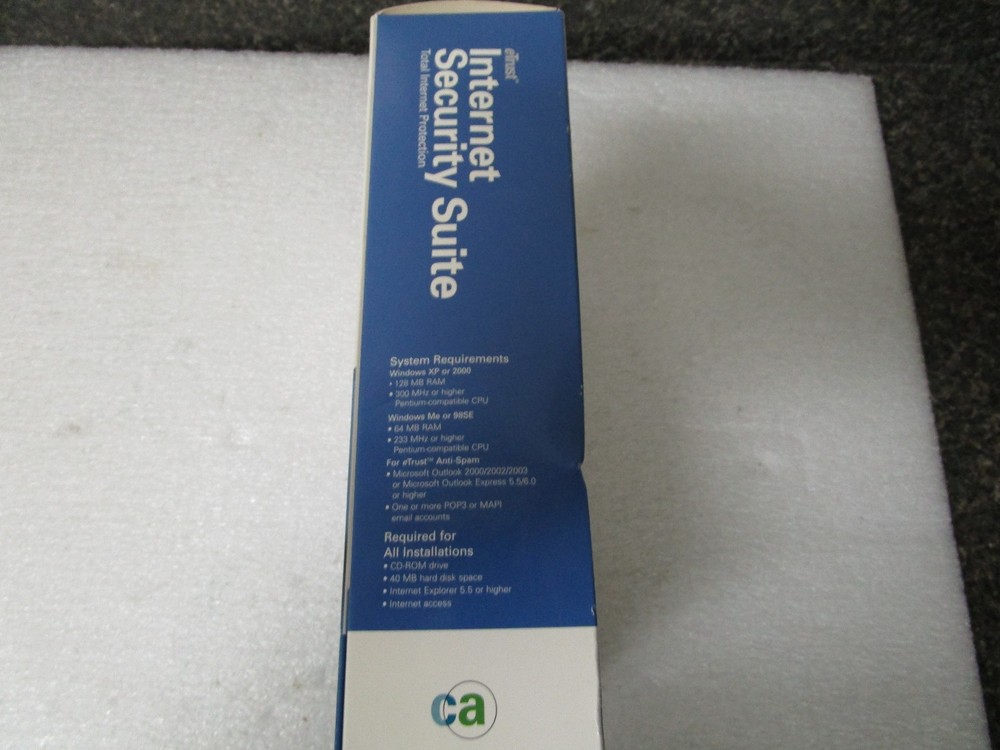 eTrust™
Internet
Security Suite
Total Internet Protection
System Requirements
Windows XP or 2000
• 128 MB RAM
• 300 MHz or higher
Pentium-compatible CPU
Windows Me or 98SE
• 64 MB RAM
• 233 MHz or higher
Pentium-compatible CPU
For eTrust™ Anti-Spam
• Microsoft Outlook 2000/2002/2003
or Microsoft Outlook Express 5.5/6.0
or higher
• One or more POP3 or MAPI
email accounts
Required for
All Installations
• CD-ROM drive
• 40 MB hard disk space
• Internet Explorer 5.5 or higher
• Internet access
ca